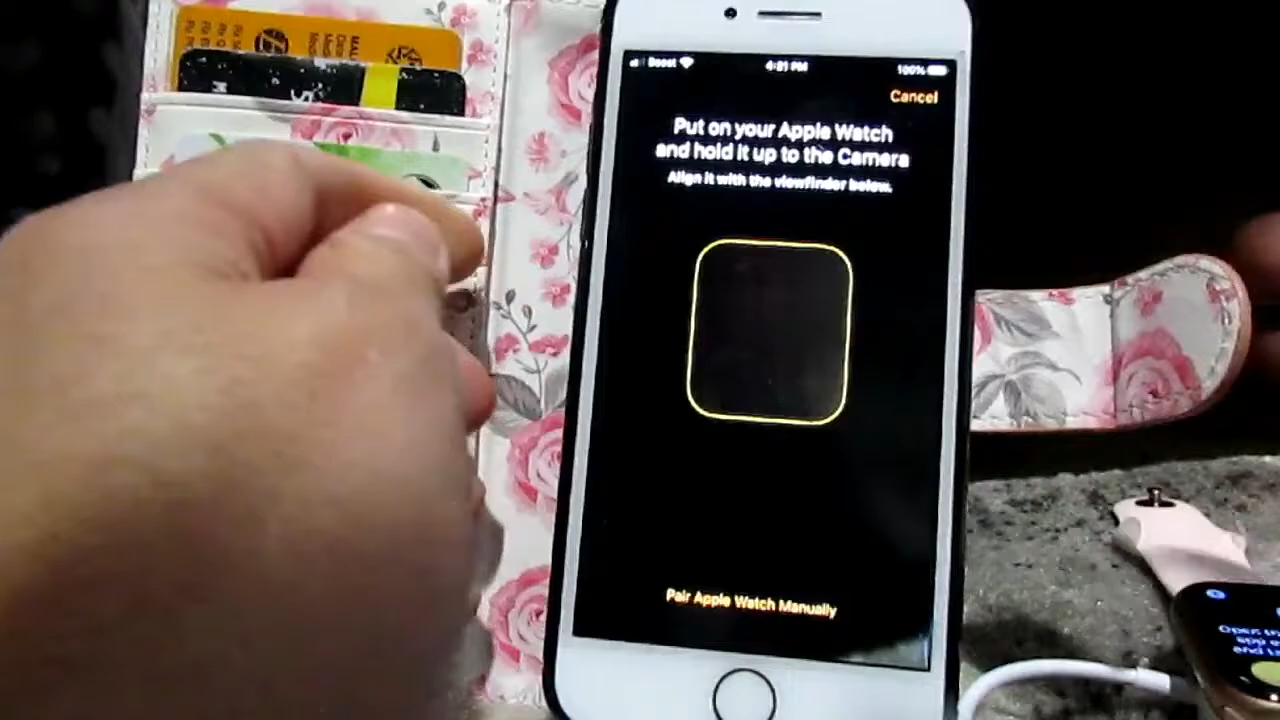 Boost
4:21 PM
100%
Cancel
Put on your Apple Watch
and hold it up to the Camera
Align it with the viewfinder below.
Pair Apple Watch Manually